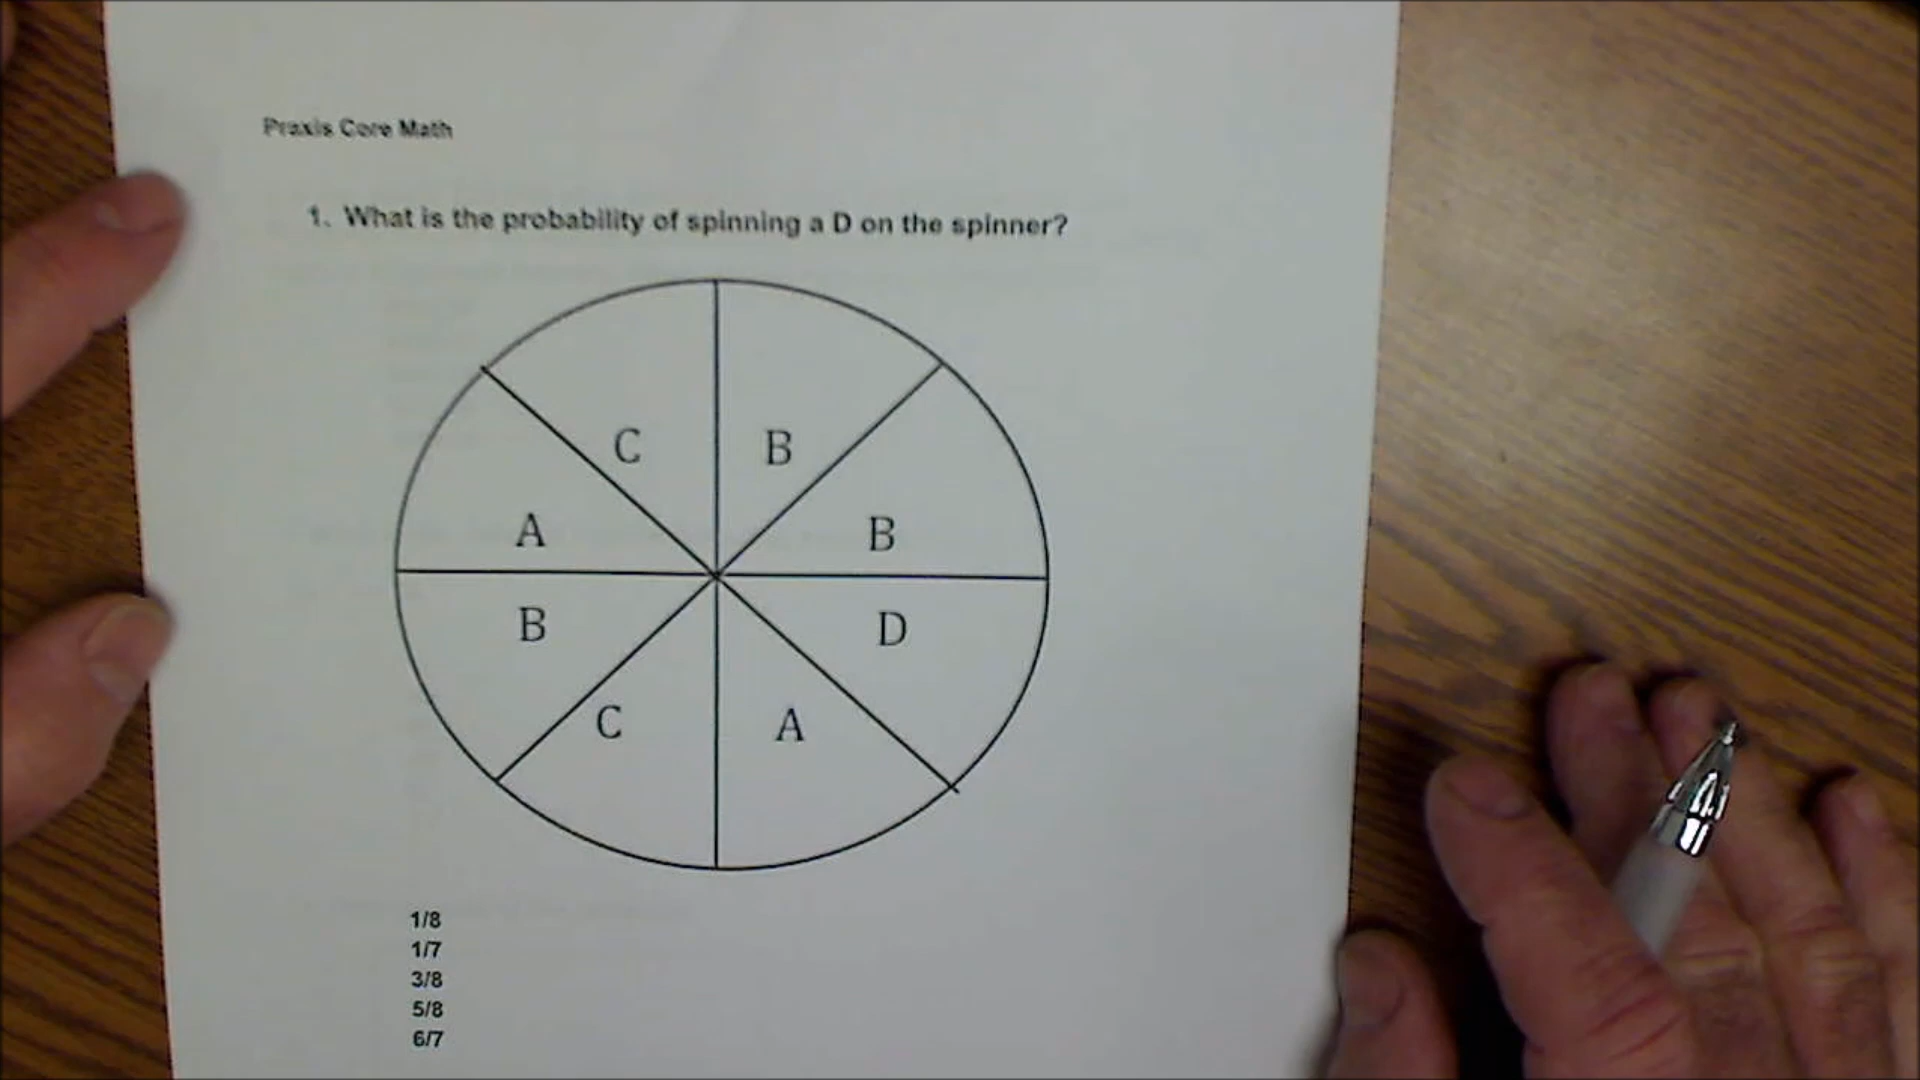 Praxis Core Math
1. What is the probability of spinning a D on the spinner?
C B
A B
B D
C A
1/8
1/7
3/8
5/8
6/7